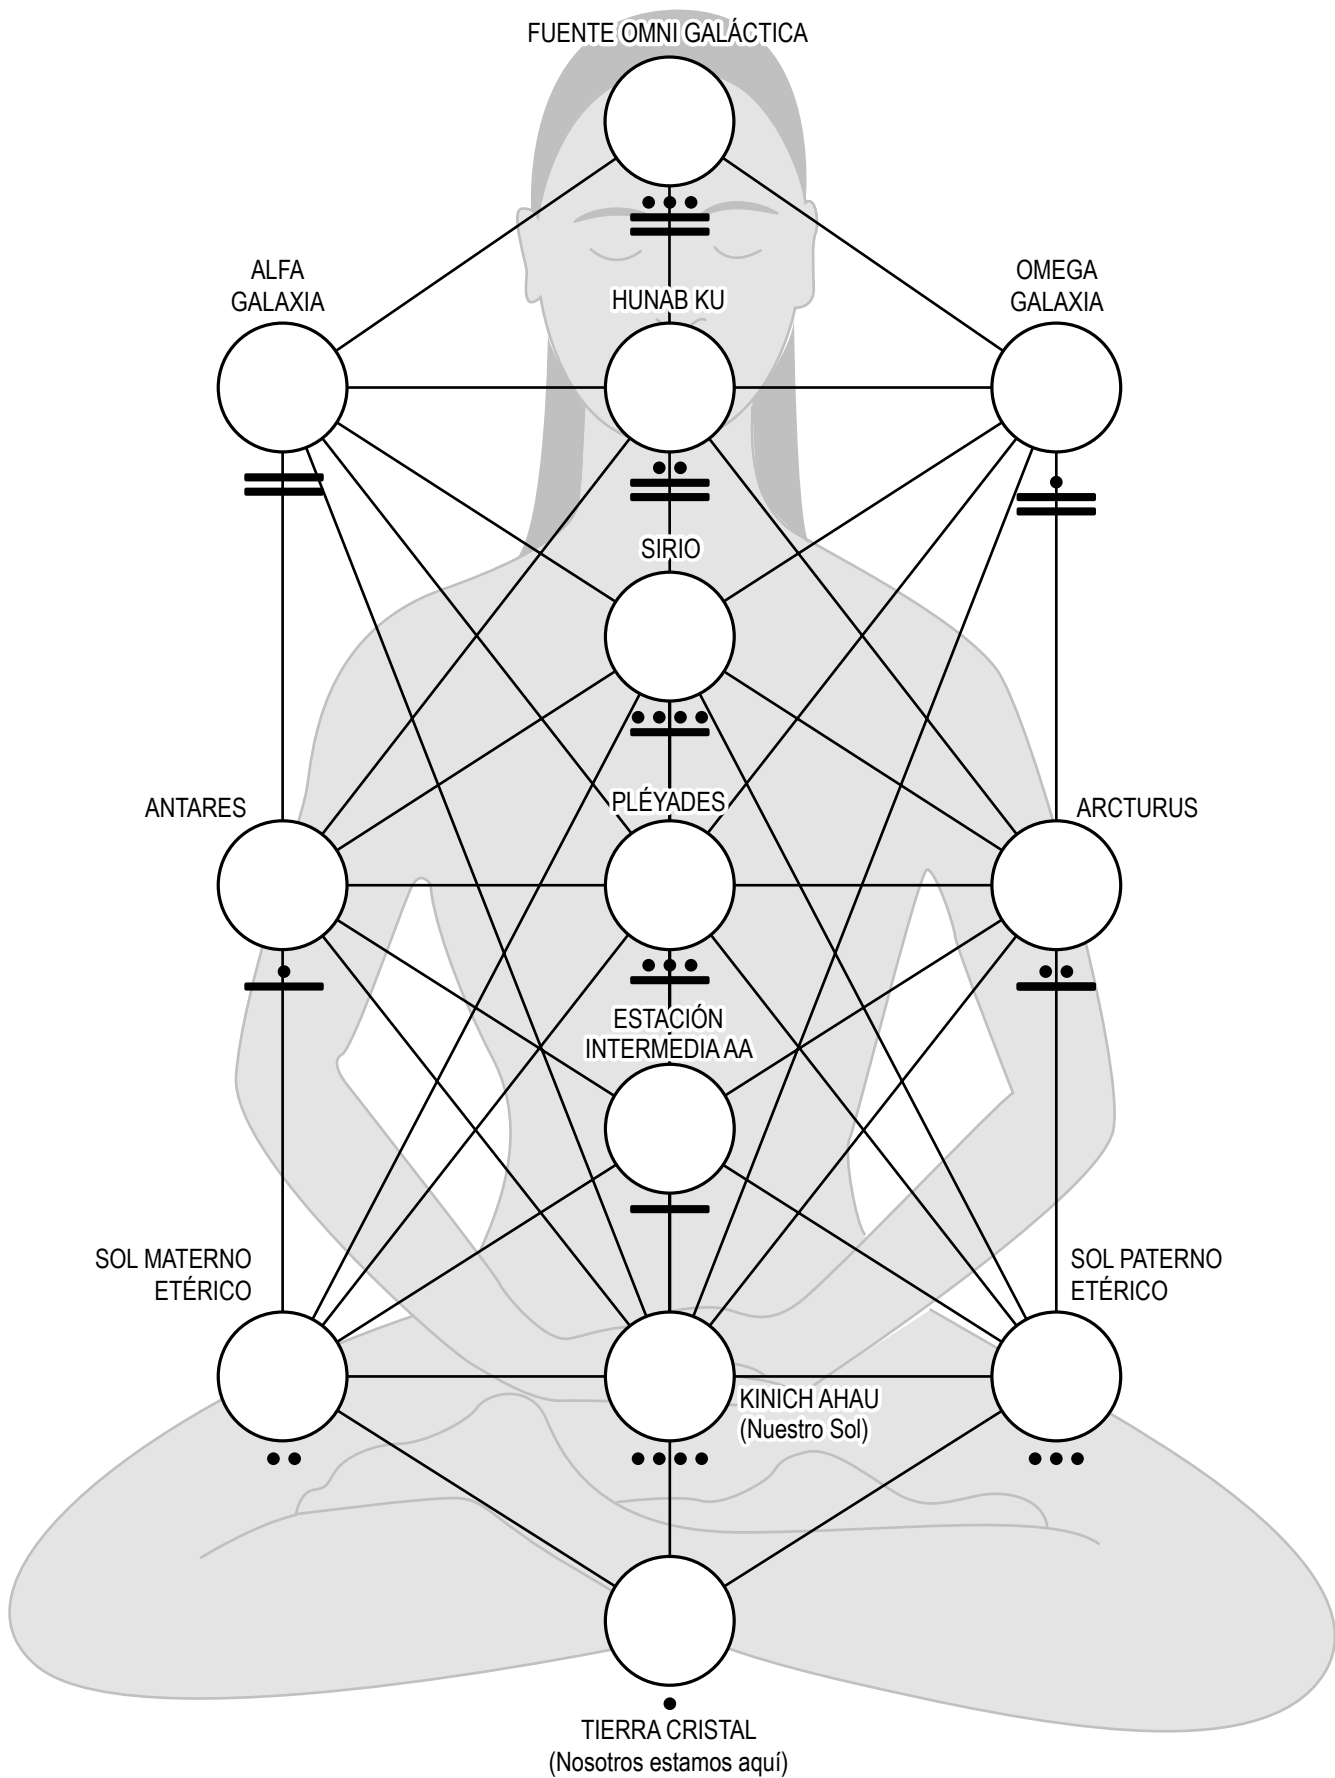 FUENTE OMNI GALÁCTICA
ALFA
GALAXIA
HUNAB KU
OMEGA
GALAXIA
SIRIO
ANTARES
PLÉYADES
ARCTURUS
ESTACIÓN
INTERMEDIA AA
SOL MATERNO
ETÉRICO
SOL PATERNO
ETÉRICO
KINICH AHAU
(Nuestro Sol)
TIERRA CRISTAL
(Nosotros estamos aquí)